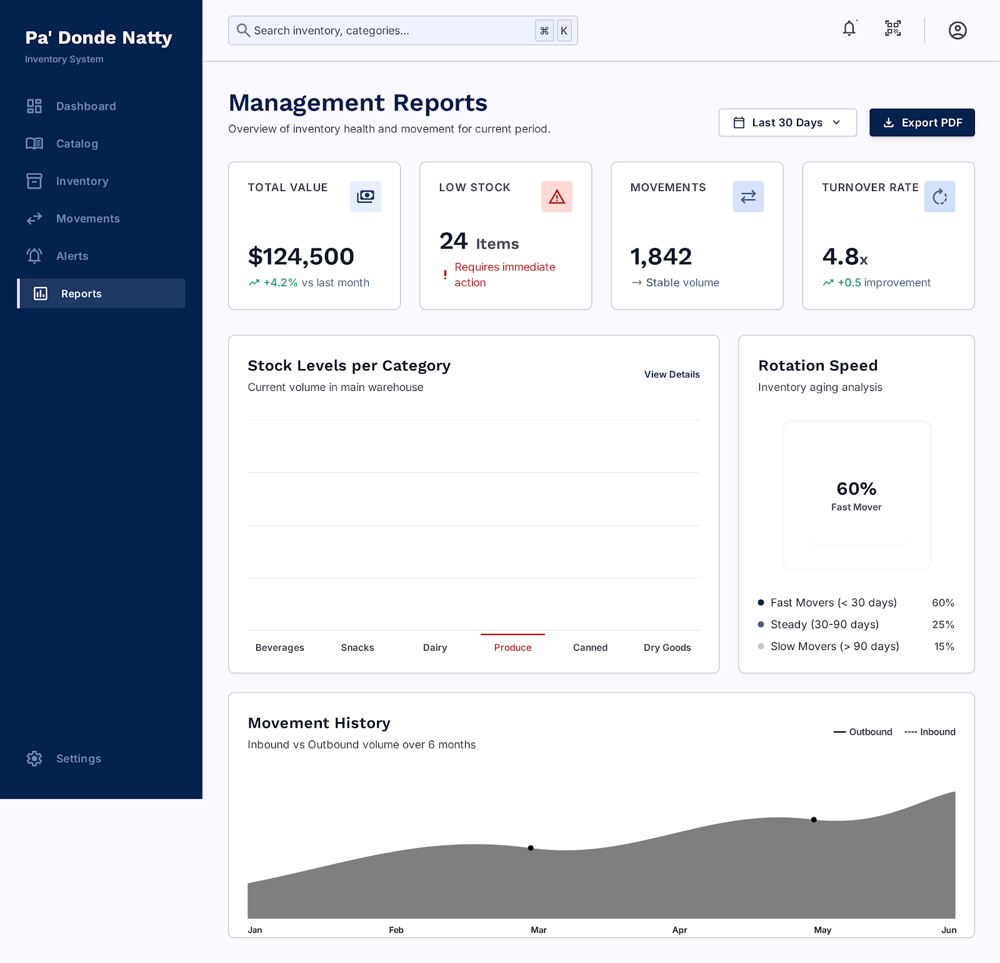 Pa' Donde Natty
Inventory System
Dashboard
Catalog
Inventory
Movements
Alerts
Reports
Settings
Search inventory, categories...
⌘ K
Management Reports
Overview of inventory health and movement for current period.
Last 30 Days
Export PDF
TOTAL VALUE
$124,500
+4.2% vs last month
LOW STOCK
24 Items
Requires immediate
action
MOVEMENTS
1,842
Stable volume
TURNOVER RATE
4.8x
+0.5 improvement
Stock Levels per Category
Current volume in main warehouse
View Details
Beverages Snacks Dairy Produce Canned Dry Goods
Rotation Speed
Inventory aging analysis
60%
Fast Mover
Fast Movers (< 30 days) 60%
Steady (30-90 days) 25%
Slow Movers (> 90 days) 15%
Movement History
Inbound vs Outbound volume over 6 months
Outbound Inbound
Jan Feb Mar Apr May Jun